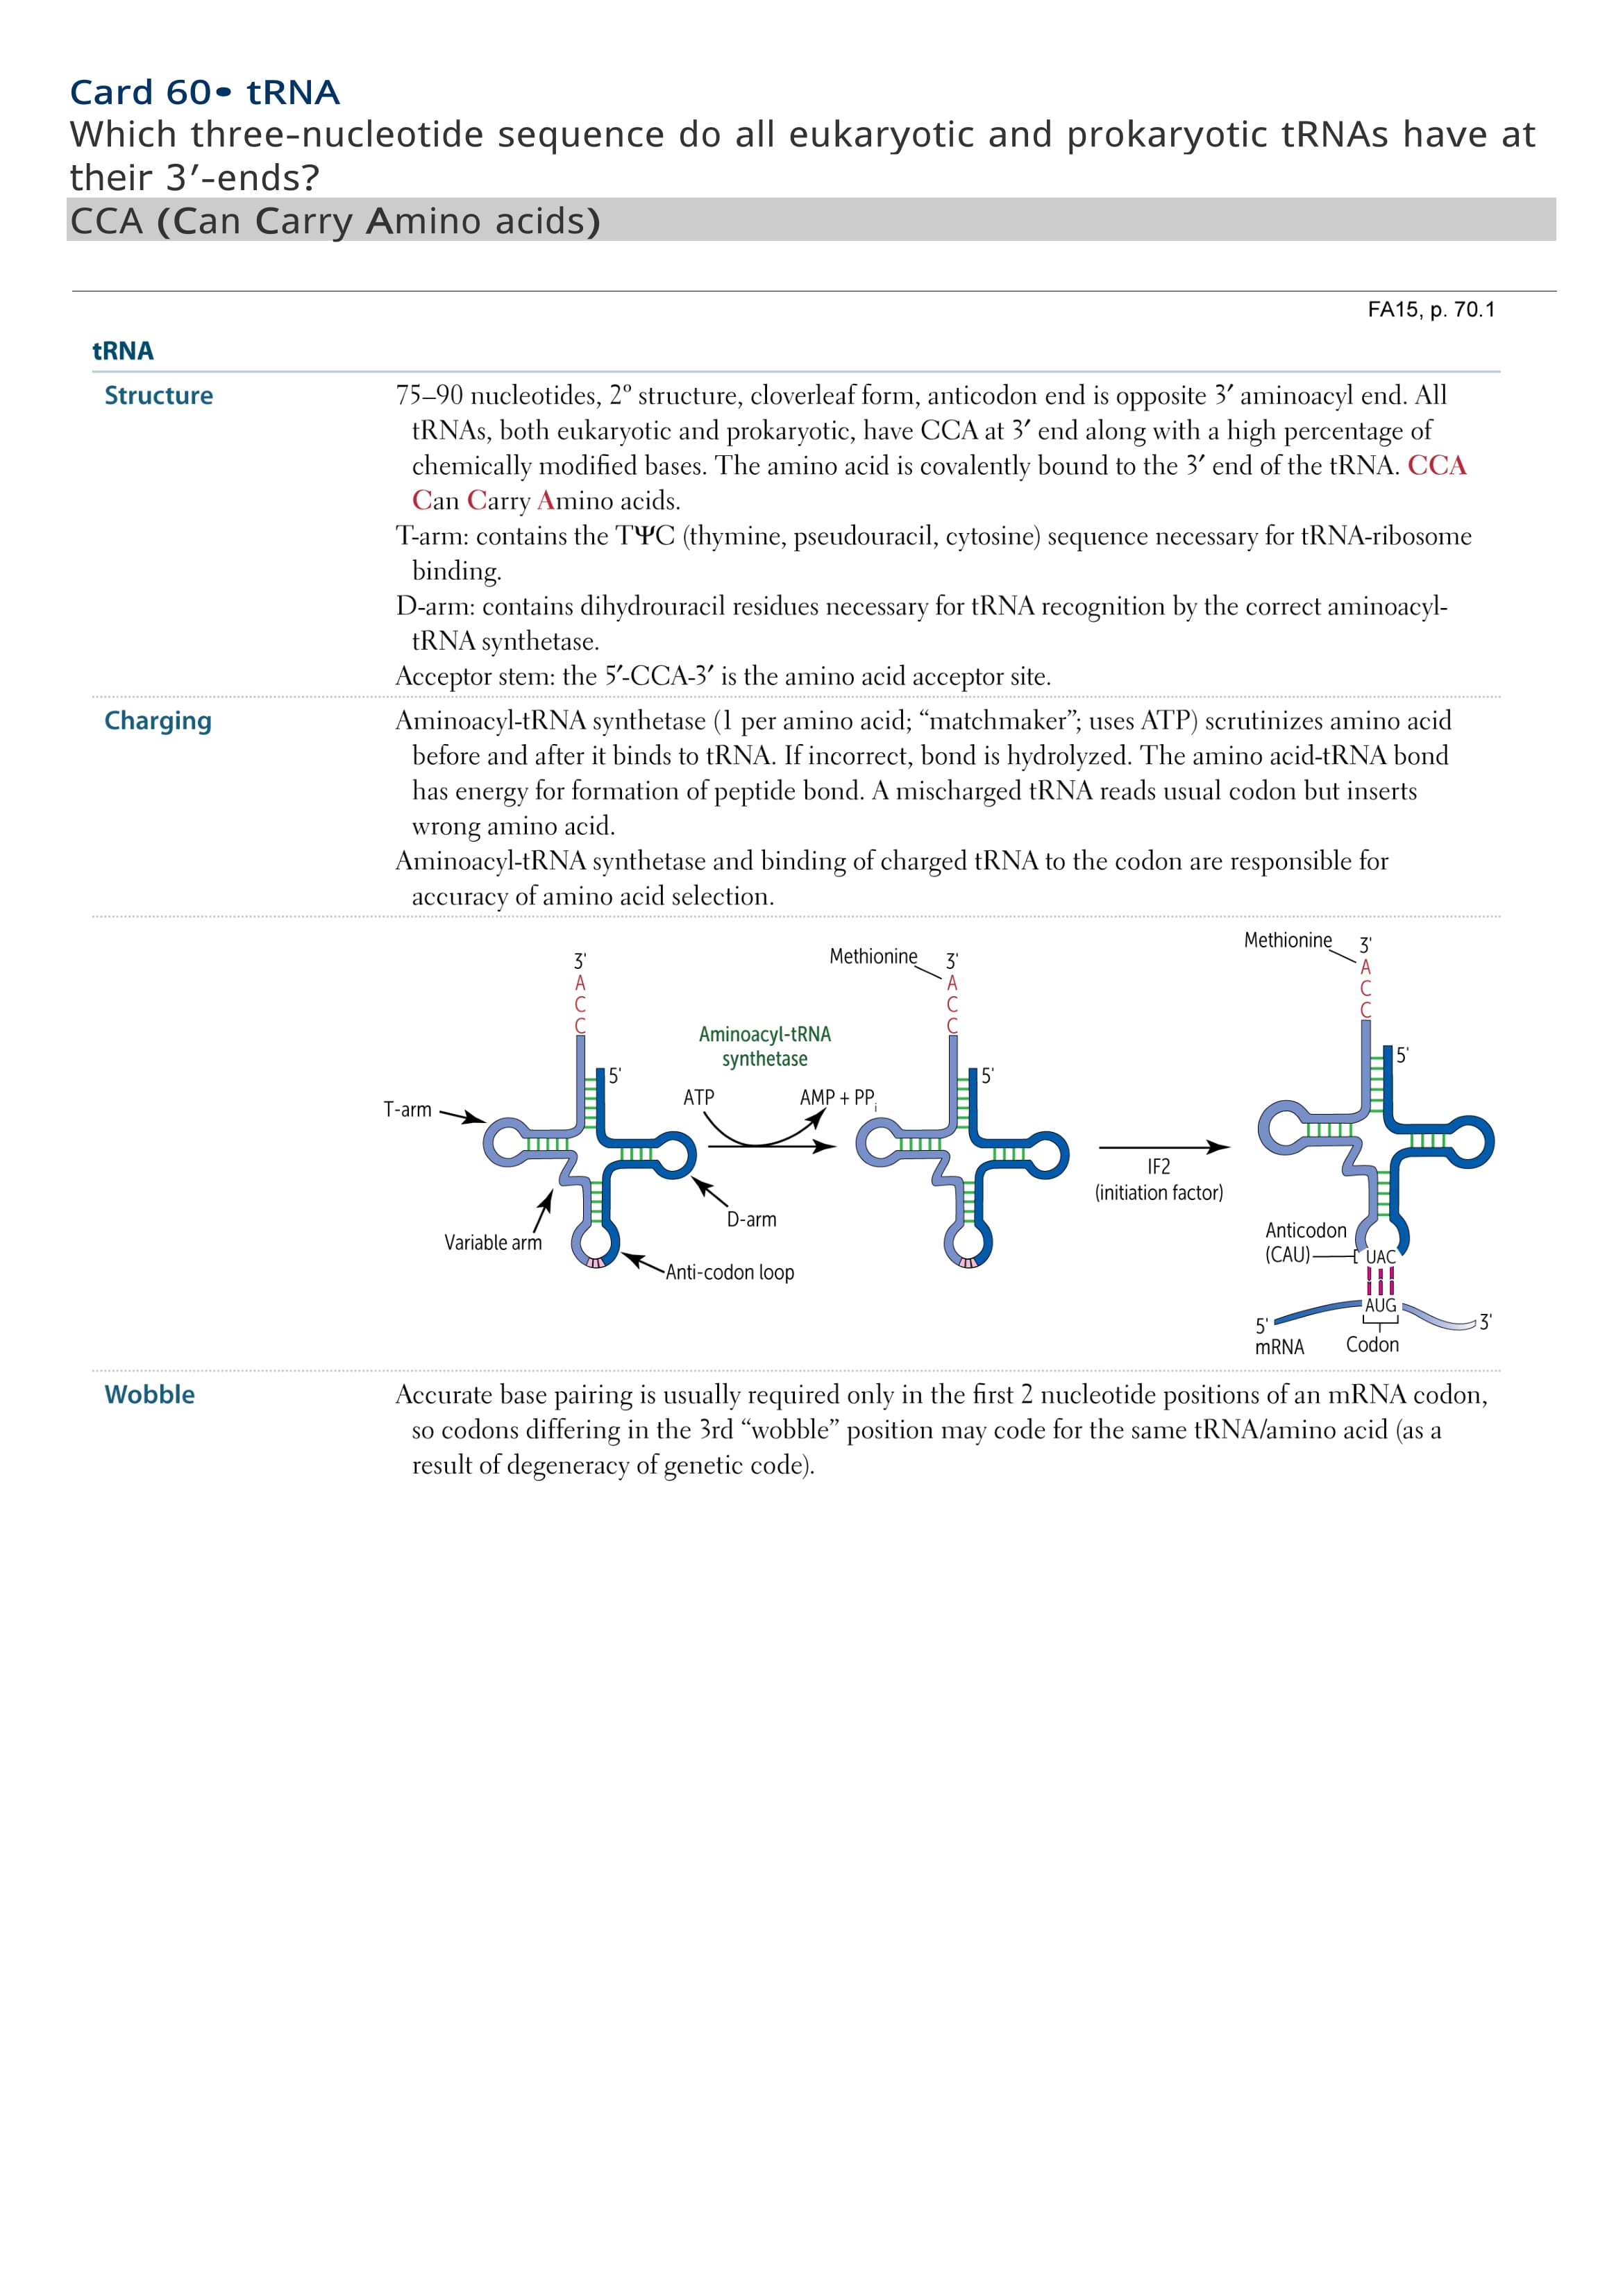 Card 60• tRNA
Which three-nucleotide sequence do all eukaryotic and prokaryotic tRNAs have at
their 3′-ends?
CCA (Can Carry Amino acids)
FA15, p. 70.1
tRNA
Structure
75–90 nucleotides, 2º structure, cloverleaf form, anticodon end is opposite 3′ aminoacyl end. All
tRNAs, both eukaryotic and prokaryotic, have CCA at 3′ end along with a high percentage of
chemically modified bases. The amino acid is covalently bound to the 3′ end of the tRNA. CCA
Can Carry Amino acids.
T-arm: contains the TΨC (thymine, pseudouracil, cytosine) sequence necessary for tRNA-ribosome
binding.
D-arm: contains dihydrouracil residues necessary for tRNA recognition by the correct aminoacyl-
tRNA synthetase.
Acceptor stem: the 5′-CCA-3′ is the amino acid acceptor site.
Charging
Aminoacyl-tRNA synthetase (1 per amino acid; “matchmaker”; uses ATP) scrutinizes amino acid
before and after it binds to tRNA. If incorrect, bond is hydrolyzed. The amino acid-tRNA bond
has energy for formation of peptide bond. A mischarged tRNA reads usual codon but inserts
wrong amino acid.
Aminoacyl-tRNA synthetase and binding of charged tRNA to the codon are responsible for
accuracy of amino acid selection.
3'
A
C
C
5'
T-arm
Variable arm
D-arm
Anti-codon loop
Aminoacyl-tRNA
synthetase
ATP
AMP + PPi
Methionine
3'
A
C
C
5'
IF2
(initiation factor)
Methionine
3'
A
C
C
5'
Anticodon
(CAU)
UAC
AUG
5'
3'
mRNA
Codon
Wobble
Accurate base pairing is usually required only in the first 2 nucleotide positions of an mRNA codon,
so codons differing in the 3rd “wobble” position may code for the same tRNA/amino acid (as a
result of degeneracy of genetic code).